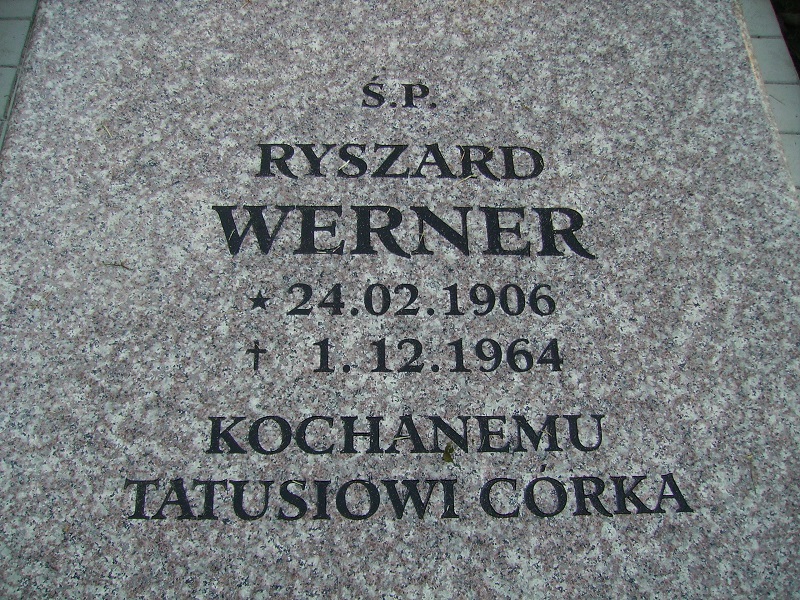 Ś.P.
RYSZARD
WERNER
★ 24.02.1906
† 1.12.1964
KOCHANEMU
TATUSIOWI CÓRKA